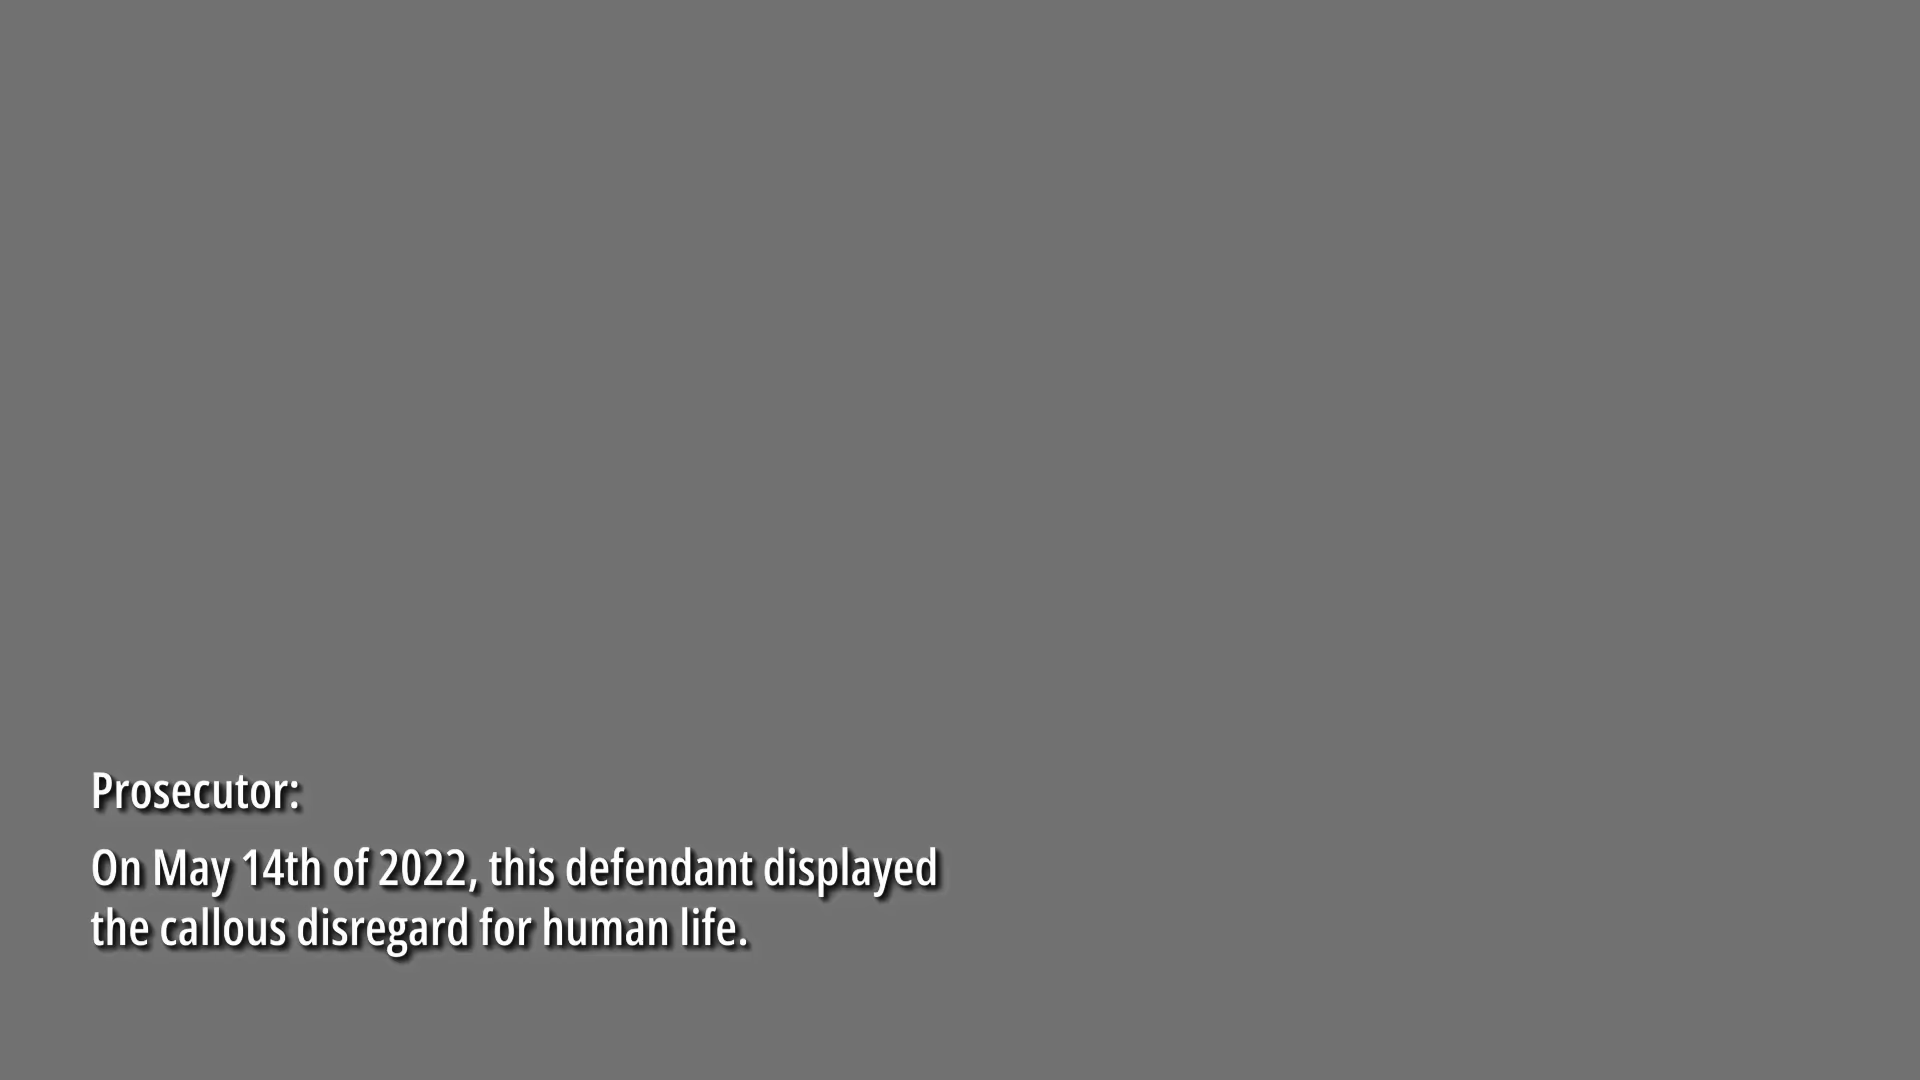 Prosecutor:
On May 14th of 2022, this defendant displayed
the callous disregard for human life.